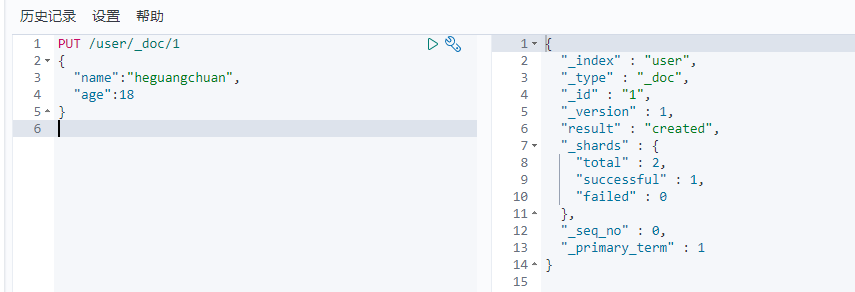 历史记录 设置 帮助
1 PUT /user/_doc/1
2 {
3 "name":"heguangchuan",
4 "age":18
5 }
6
1 {
2 "_index" : "user",
3 "_type" : "_doc",
4 "_id" : "1",
5 "_version" : 1,
6 "result" : "created",
7 "_shards" : {
8 "total" : 2,
9 "successful" : 1,
10 "failed" : 0
11 },
12 "_seq_no" : 0,
13 "_primary_term" : 1
14 }
15